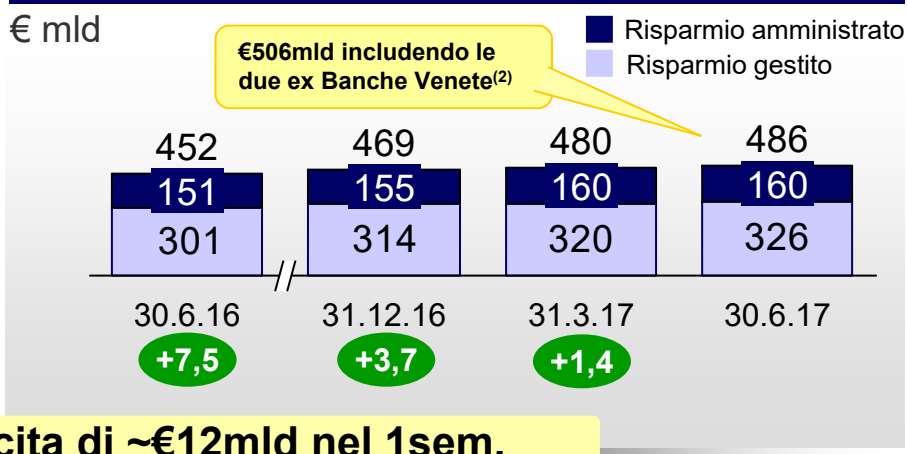 € mld
Risparmio amministrato
Risparmio gestito
€506mld includendo le
due ex Banche Venete(2)
452 469 480 486
151 155 160 160
301 314 320 326
30.6.16 31.12.16 31.3.17 30.6.17
+7,5 +3,7 +1,4
di ~€12mld nel 1sem.